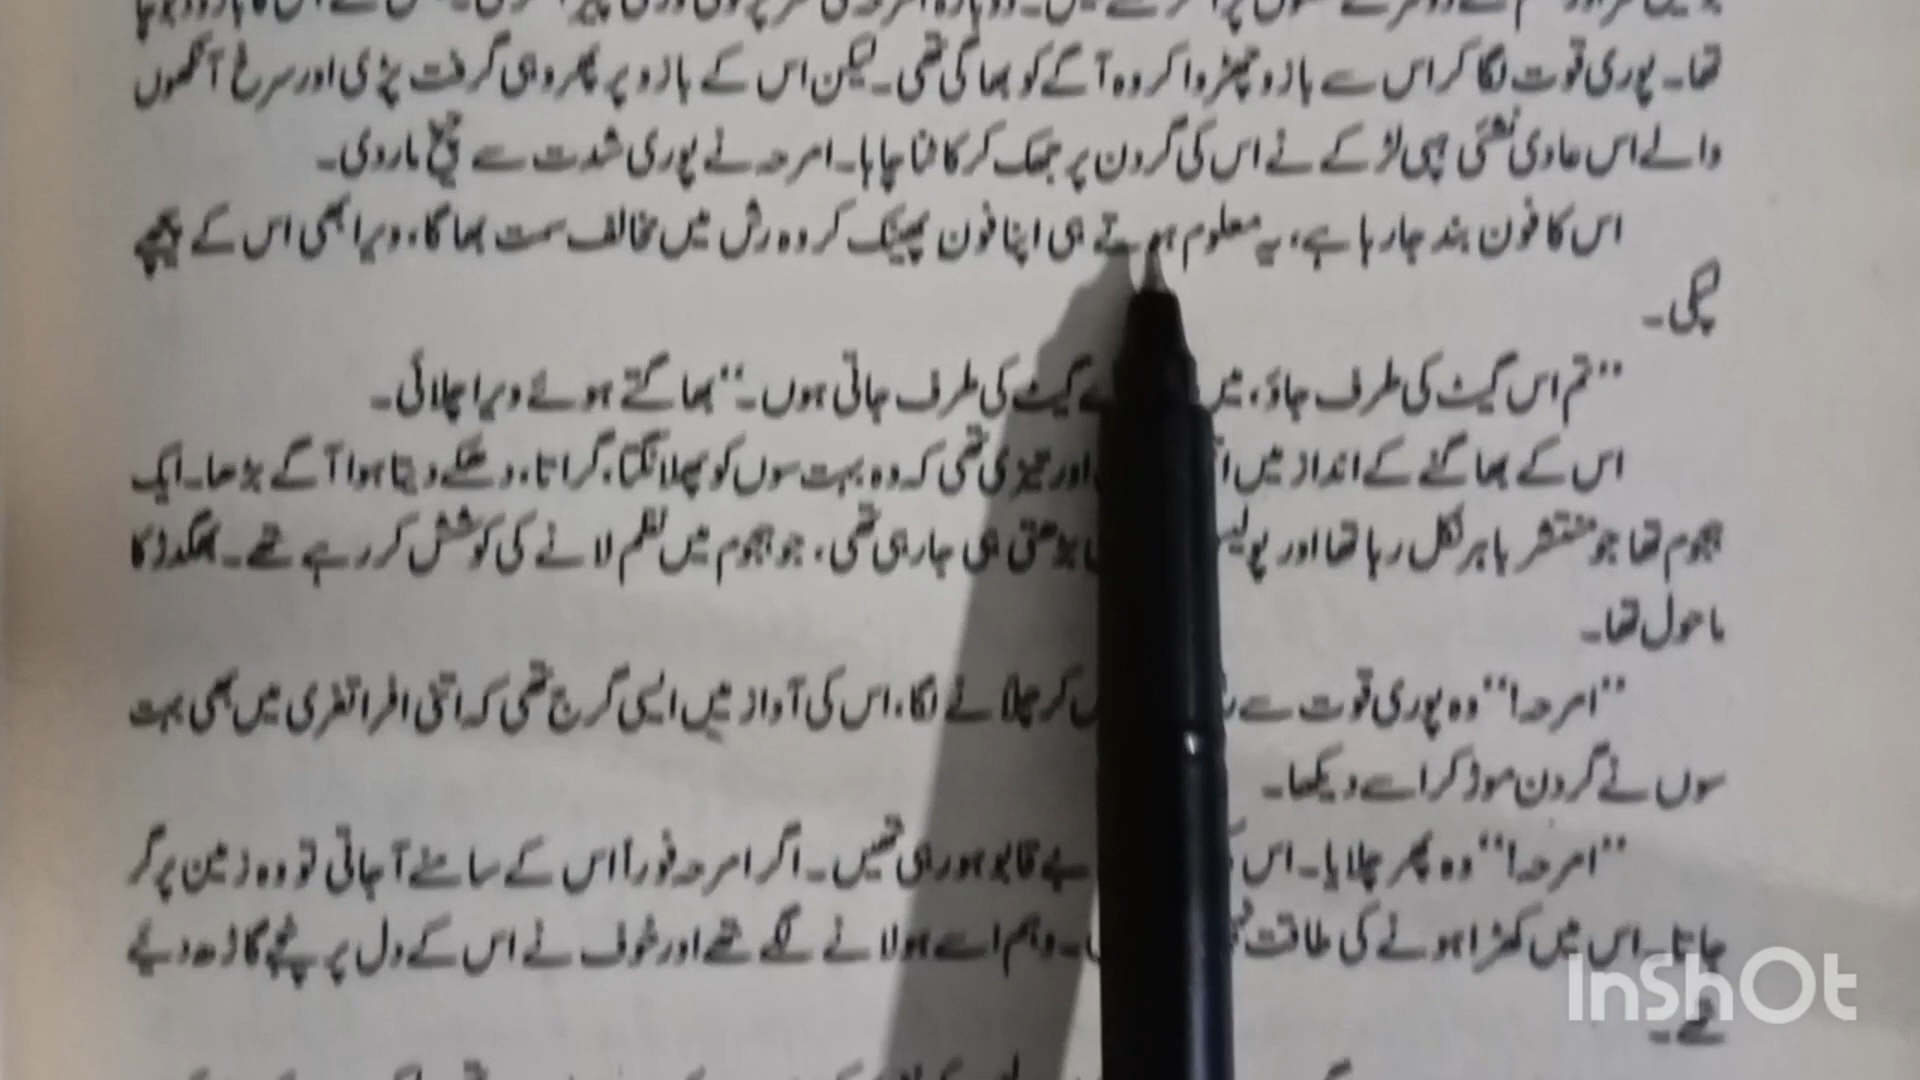 تھا۔ پوری قوت لگا کر اس سے بازو چھڑوا کر وہ آگے کو بھاگی تھی۔ لیکن اس کے بازو پر پھر وہی گرفت پڑی اور سرخ آنکھوں
والے اس عادی نشئی ہپی لڑکے نے اس کی گردن پر جھک کر کاٹنا چاہا۔ امرحہ نے پوری شدت سے چیخ مار دی۔
اس کا فون بند جا رہا ہے، یہ معلوم ہوتے ہی اپنا فون پھینک کر وہ رش میں مخالف سمت بھاگا، ویرا بھی اس کے پیچھے
لپکی۔
”تم اس گیٹ کی طرف جاؤ، میں گیٹ کی طرف جاتی ہوں۔“ بھاگتے ہوئے ویرا چلائی۔
اس کے بھاگنے کے انداز میں اور تیزی تھی کہ وہ بہت سوں کو پھلانگتا، گراتا، دھکے دیتا ہوا آگے بڑھا۔ ایک
ہجوم تھا جو منتشر باہر نکل رہا تھا اور بڑھتی ہی جا رہی تھی، جو ہجوم میں نظم لانے کی کوشش کر رہے تھے۔ بھگدڑ کا
ماحول تھا۔
”امرحہ!“ وہ پوری قوت سے کر چلانے لگا، اس کی آواز میں ایسی گرج تھی کہ اتنی افراتفری میں بھی بہت
سوں نے گردن موڑ کر اسے دیکھا۔
”امرحہ!“ وہ پھر چلایا۔ اس بے قابو ہو رہی تھیں۔ اگر امرحہ فوراً اس کے سامنے آ جاتی تو وہ زمین پر گر
جاتا۔ اس میں کھڑا ہونے کی طاقت وہم اسے ہولانے لگے تھے اور خوف نے اس کے دل پر پنجے گاڑھ دیئے
تھے۔
InShOt